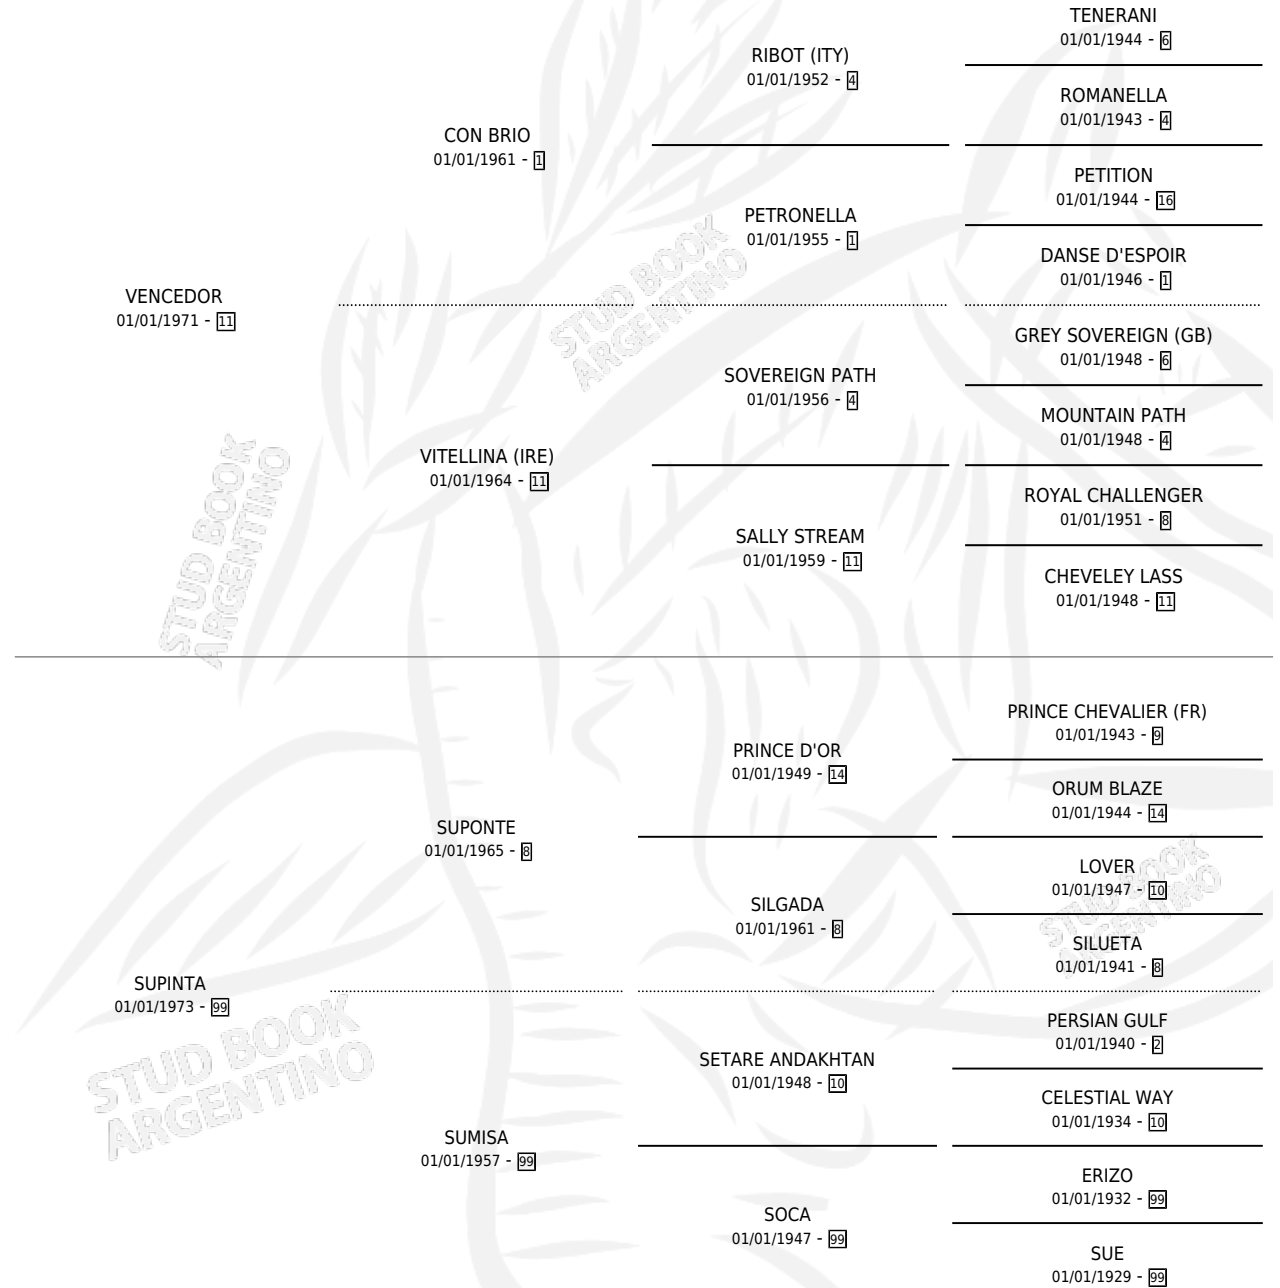 TENERANI
01/01/1944 - 6
RIBOT (ITY)
01/01/1952 - 4
ROMANELLA
01/01/1943 - 4
CON BRIO
01/01/1961 - 1
PETITION
01/01/1944 - 16
PETRONELLA
01/01/1955 - 1
DANSE D'ESPOIR
01/01/1946 - 1
VENCEDOR
01/01/1971 - 11
GREY SOVEREIGN (GB)
01/01/1948 - 6
SOVEREIGN PATH
01/01/1956 - 4
MOUNTAIN PATH
01/01/1948 - 4
VITELLINA (IRE)
01/01/1964 - 11
ROYAL CHALLENGER
01/01/1951 - 8
SALLY STREAM
01/01/1959 - 11
CHEVELEY LASS
01/01/1948 - 11
STUD BOOK
ARGENTINO
STUD BOOK
ARGENTINO
PRINCE CHEVALIER (FR)
01/01/1943 - 9
PRINCE D'OR
01/01/1949 - 14
ORUM BLAZE
01/01/1944 - 14
SUPONTE
01/01/1965 - 8
LOVER
01/01/1947 - 10
SILGADA
01/01/1961 - 8
SILUETA
01/01/1941 - 8
SUPINTA
01/01/1973 - 99
PERSIAN GULF
01/01/1940 - 2
SETARE ANDAKHTAN
01/01/1948 - 10
CELESTIAL WAY
01/01/1934 - 10
SUMISA
01/01/1957 - 99
ERIZO
01/01/1932 - 99
SOCA
01/01/1947 - 99
SUE
01/01/1929 - 99
STUD BOOK
ARGENTINO
STUD BOOK
ARGENTINO